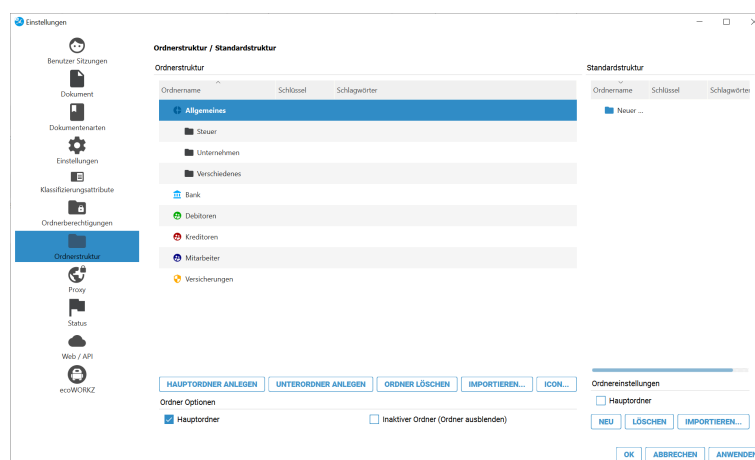 Einstellungen
Benutzer Sitzungen
Dokument
Dokumentenarten
Einstellungen
Klassifizierungsattribute
Ordnerberechtigungen
Ordnerstruktur
Proxy
Status
Web / API
ecoWORKZ
Ordnerstruktur / Standardstruktur
Ordnerstruktur
Ordnername Schlüssel Schlagwörter
Allgemeines
Steuer
Unternehmen
Verschiedenes
Bank
Debitoren
Kreditoren
Mitarbeiter
Versicherungen
HAUPTORDNER ANLEGEN UNTERORDNER ANLEGEN ORDNER LÖSCHEN IMPORTIEREN... ICON...
Ordner Optionen
Hauptordner Inaktiver Ordner (Ordner ausblenden)
Standardstruktur
Ordnername Schlüssel Schlagwörter
Neuer ...
Ordnereinstellungen
Hauptordner
NEU LÖSCHEN IMPORTIEREN...
OK ABBRECHEN ANWENDEN